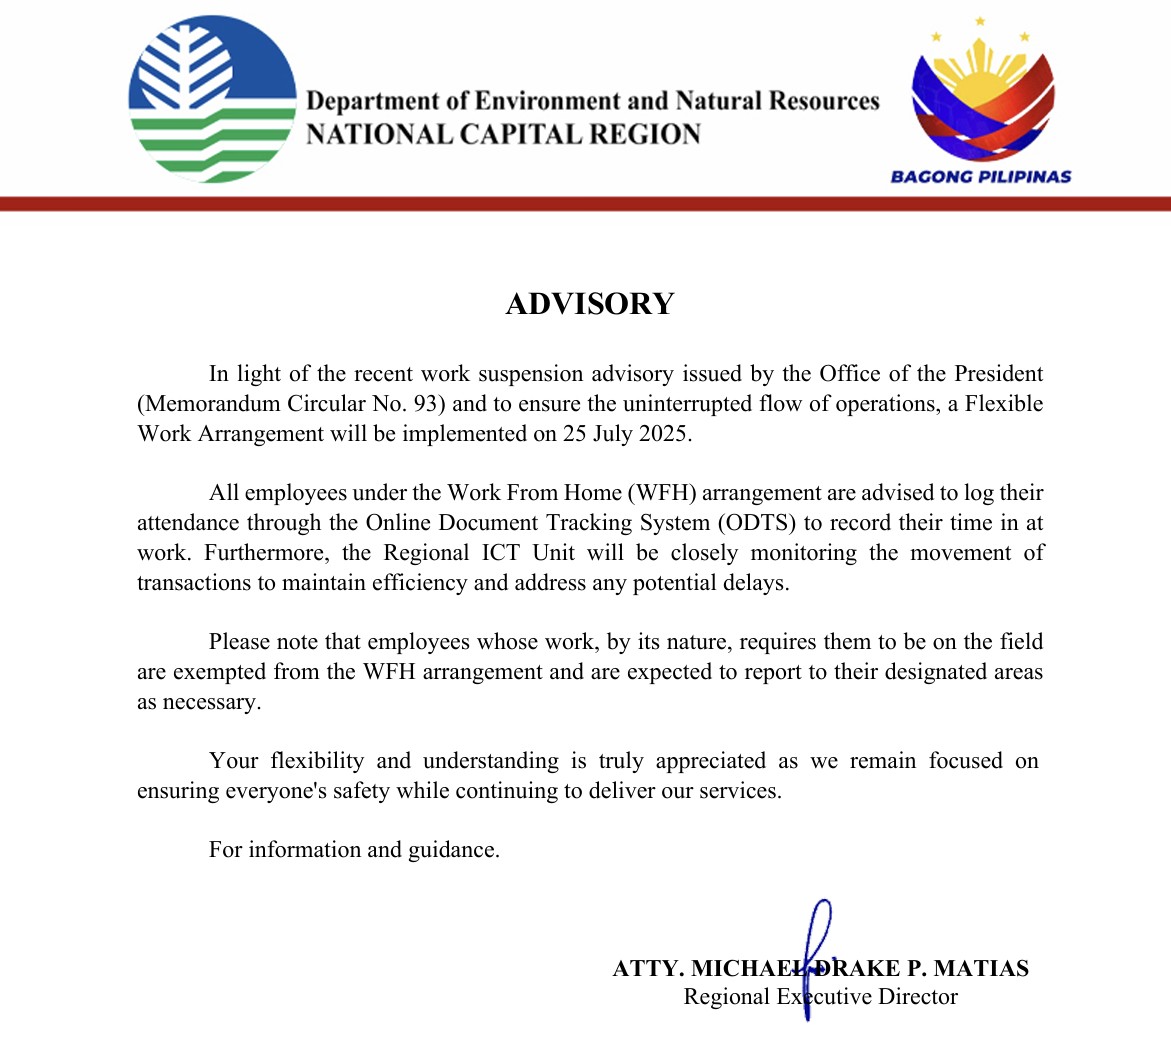 Department of Environment and Natural Resources
NATIONAL CAPITAL REGION
BAGONG PILIPINAS
ADVISORY
In light of the recent work suspension advisory issued by the Office of the President
(Memorandum Circular No. 93) and to ensure the uninterrupted flow of operations, a Flexible
Work Arrangement will be implemented on 25 July 2025.
All employees under the Work From Home (WFH) arrangement are advised to log their
attendance through the Online Document Tracking System (ODTS) to record their time in at
work. Furthermore, the Regional ICT Unit will be closely monitoring the movement of
transactions to maintain efficiency and address any potential delays.
Please note that employees whose work, by its nature, requires them to be on the field
are exempted from the WFH arrangement and are expected to report to their designated areas
as necessary.
Your flexibility and understanding is truly appreciated as we remain focused on
ensuring everyone's safety while continuing to deliver our services.
For information and guidance.
ATTY. MICHAEL DRAKE P. MATIAS
Regional Executive Director